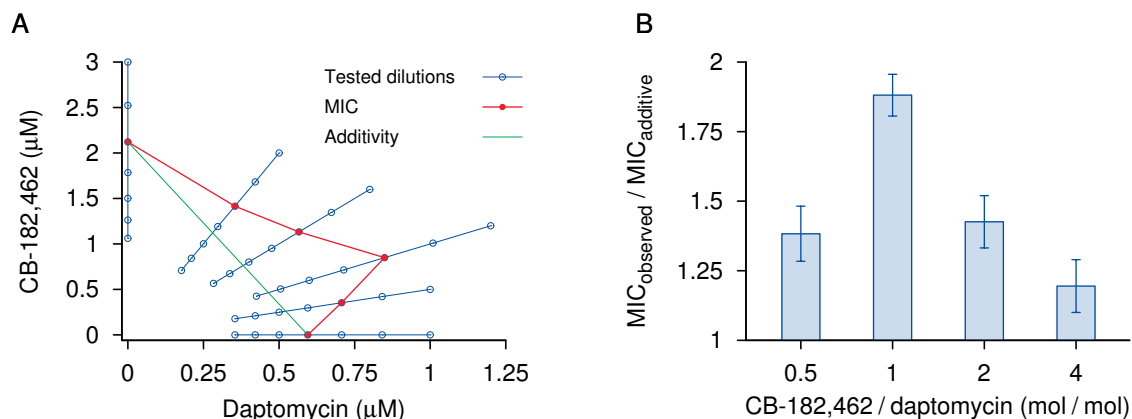 A
3
2.5
2
1.5
1
0.5
0
CB-182,462 (μM)
0
0.25
0.5
0.75
1
1.25
Daptomycin (μM)
Tested dilutions
MIC
Additivity
B
2
1.75
1.5
1.25
1
MICobserved / MICadditive
0.5
1
2
4
CB-182,462 / daptomycin (mol / mol)